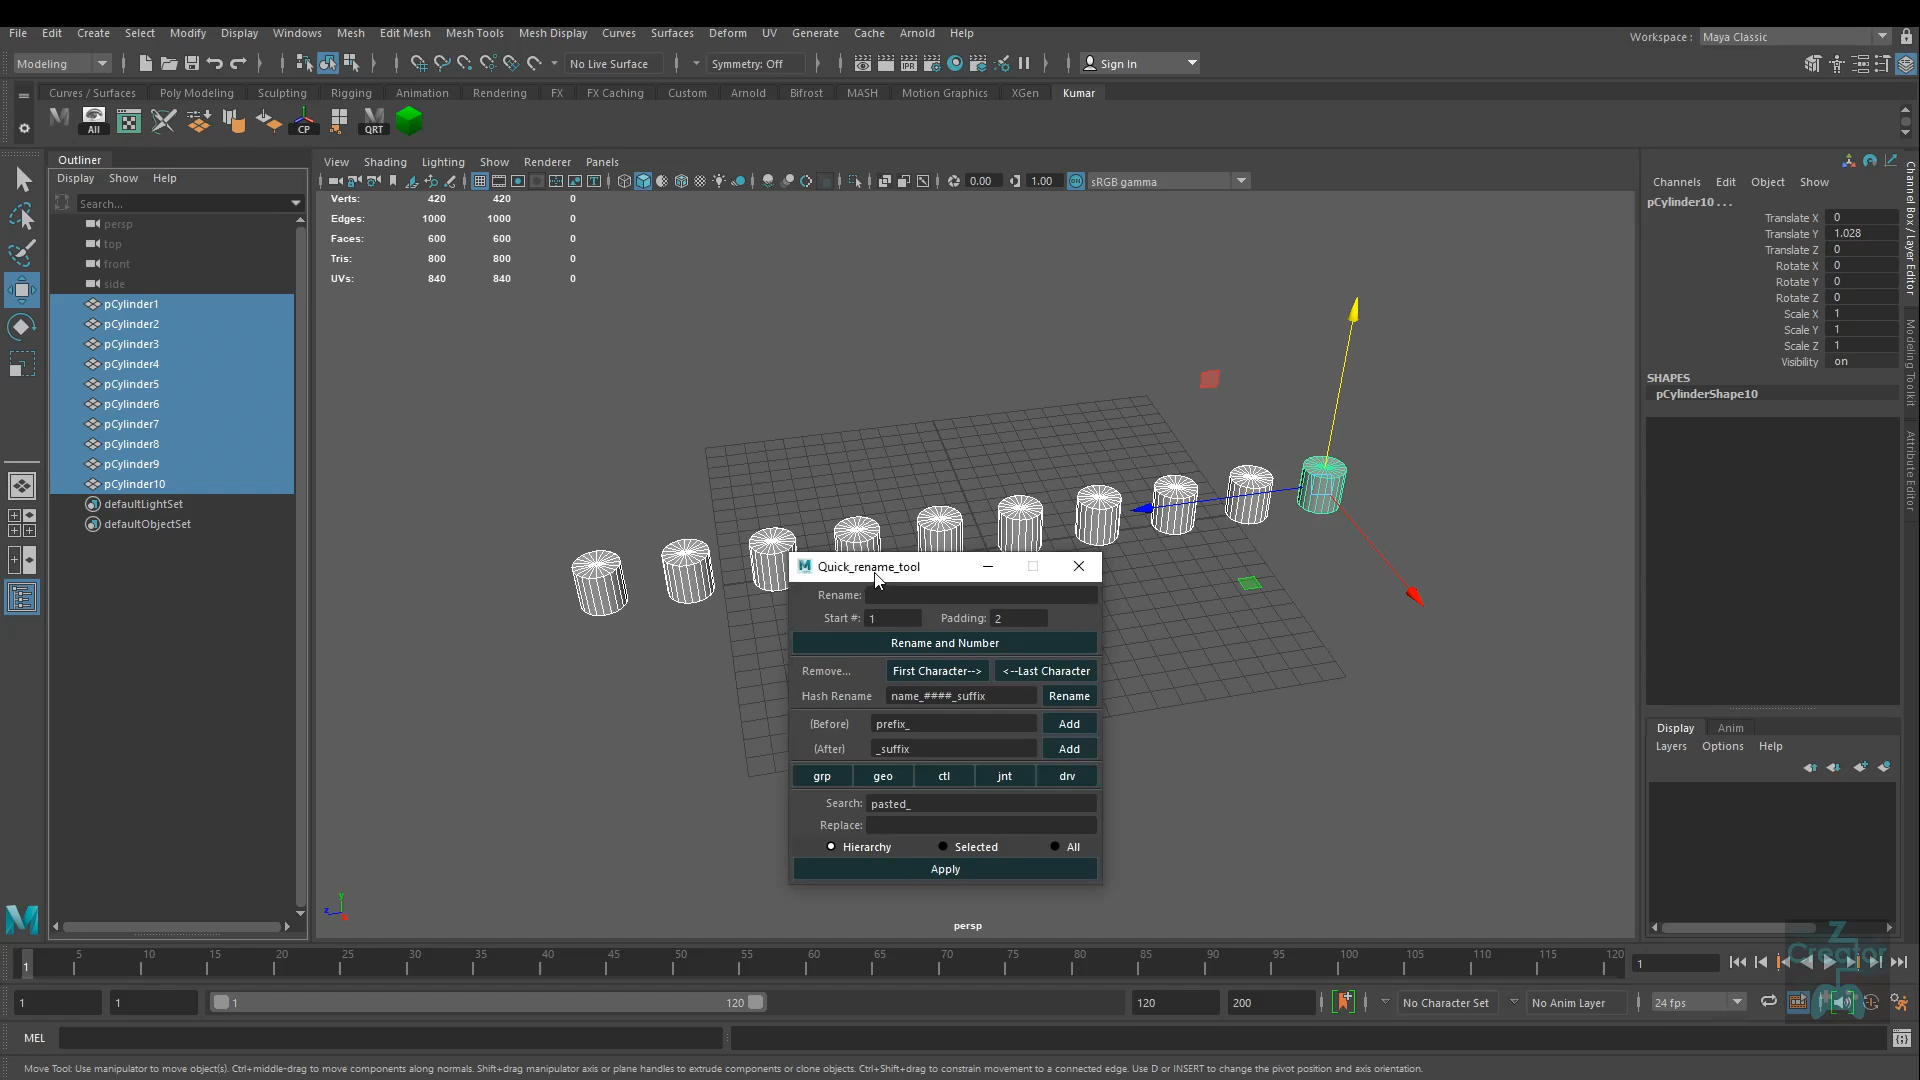 File Edit Create Select Modify Display Windows Mesh Edit Mesh Mesh Tools Mesh Display Curves Surfaces Deform UV Generate Cache Arnold Help
Workspace : Maya Classic
Modeling No Live Surface Symmetry: Off Sign In
Curves / Surfaces Poly Modeling Sculpting Rigging Animation Rendering FX FX Caching Custom Arnold Bifrost MASH Motion Graphics XGen Kumar
All CP QRT
Outliner
Display Show Help
Search...
persp
top
front
side
pCylinder1
pCylinder2
pCylinder3
pCylinder4
pCylinder5
pCylinder6
pCylinder7
pCylinder8
pCylinder9
pCylinder10
defaultLightSet
defaultObjectSet
View Shading Lighting Show Renderer Panels
0.00 1.00 sRGB gamma
Verts: 420 420 0
Edges: 1000 1000 0
Faces: 600 600 0
Tris: 800 800 0
UVs: 840 840 0
Quick_rename_tool
Rename:
Start #: 1 Padding: 2
Rename and Number
Remove... First Character--> <--Last Character
Hash Rename name_####_suffix Rename
(Before) prefix_ Add
(After) _suffix Add
grp geo ctl jnt drv
Search: pasted_
Replace:
Hierarchy Selected All
Apply
persp
Channels Edit Object Show
pCylinder10 . . .
Translate X 0
Translate Y 1.028
Translate Z 0
Rotate X 0
Rotate Y 0
Rotate Z 0
Scale X 1
Scale Y 1
Scale Z 1
Visibility on
SHAPES
pCylinderShape10
Display Anim
Layers Options Help
Channel Box / Layer Editor
Modeling Toolkit
Attribute Editor
1 5 10 15 20 25 30 35 40 45 50 55 60 65 70 75 80 85 90 95 100 105 110 115 120
1
1 1 1 120 120 200 No Character Set No Anim Layer 24 fps
Z
Creator
MEL
Move Tool: Use manipulator to move object(s). Ctrl+middle-drag to move components along normals. Shift+drag manipulator axis or plane handles to extrude components or clone objects. Ctrl+Shift+drag to constrain movement to a connected edge. Use D or INSERT to change the pivot position and axis orientation.